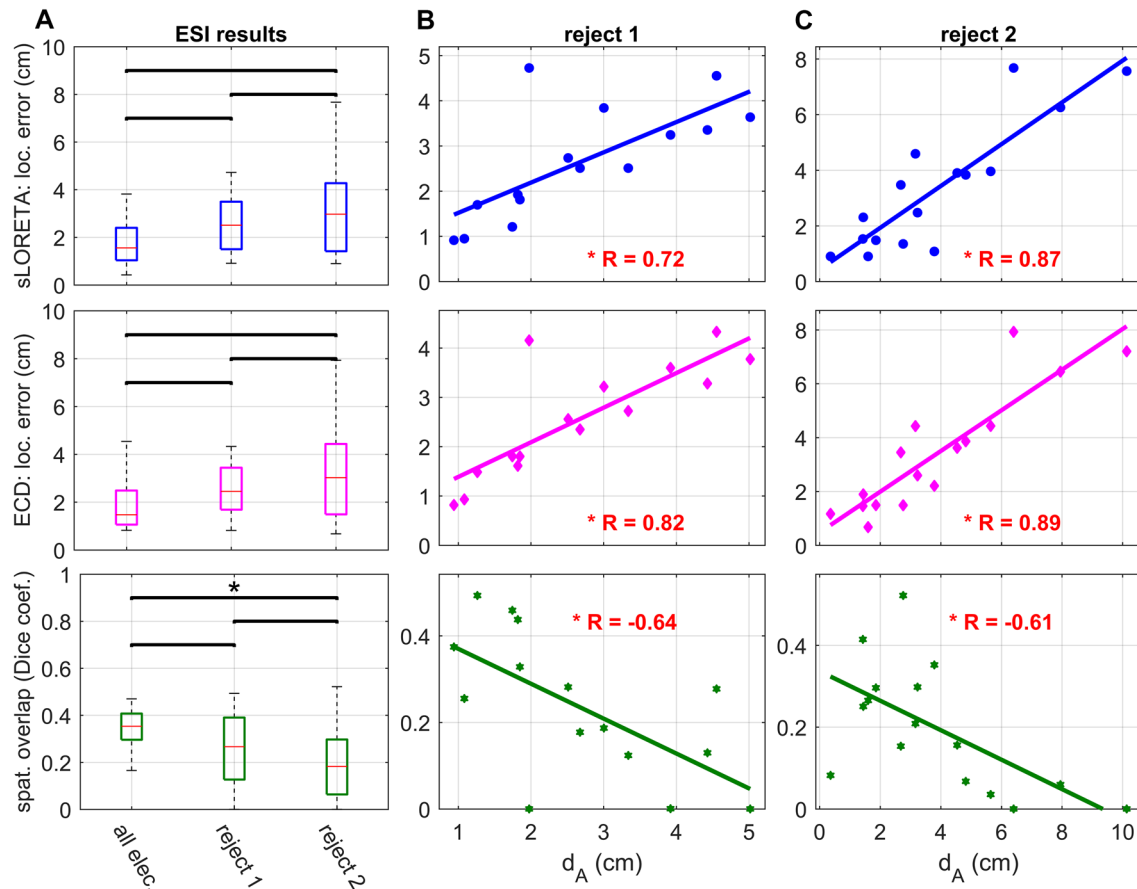 A
B
C
ESI results
reject 1
reject 2
sLORETA: loc. error (cm)
10
8
6
4
2
0
5
4
3
2
1
0
* R = 0.72
8
6
4
2
0
* R = 0.87
ECD: loc. error (cm)
10
8
6
4
2
0
4
3
2
1
0
* R = 0.82
8
6
4
2
0
* R = 0.89
spat. overlap (Dice coef.)
1
0.8
0.6
0.4
0.2
0
*
all elec.
reject 1
reject 2
0.4
0.2
0
* R = -0.64
1
2
3
4
5
d_A (cm)
0.4
0.2
0
* R = -0.61
0
2
4
6
8
10
d_A (cm)